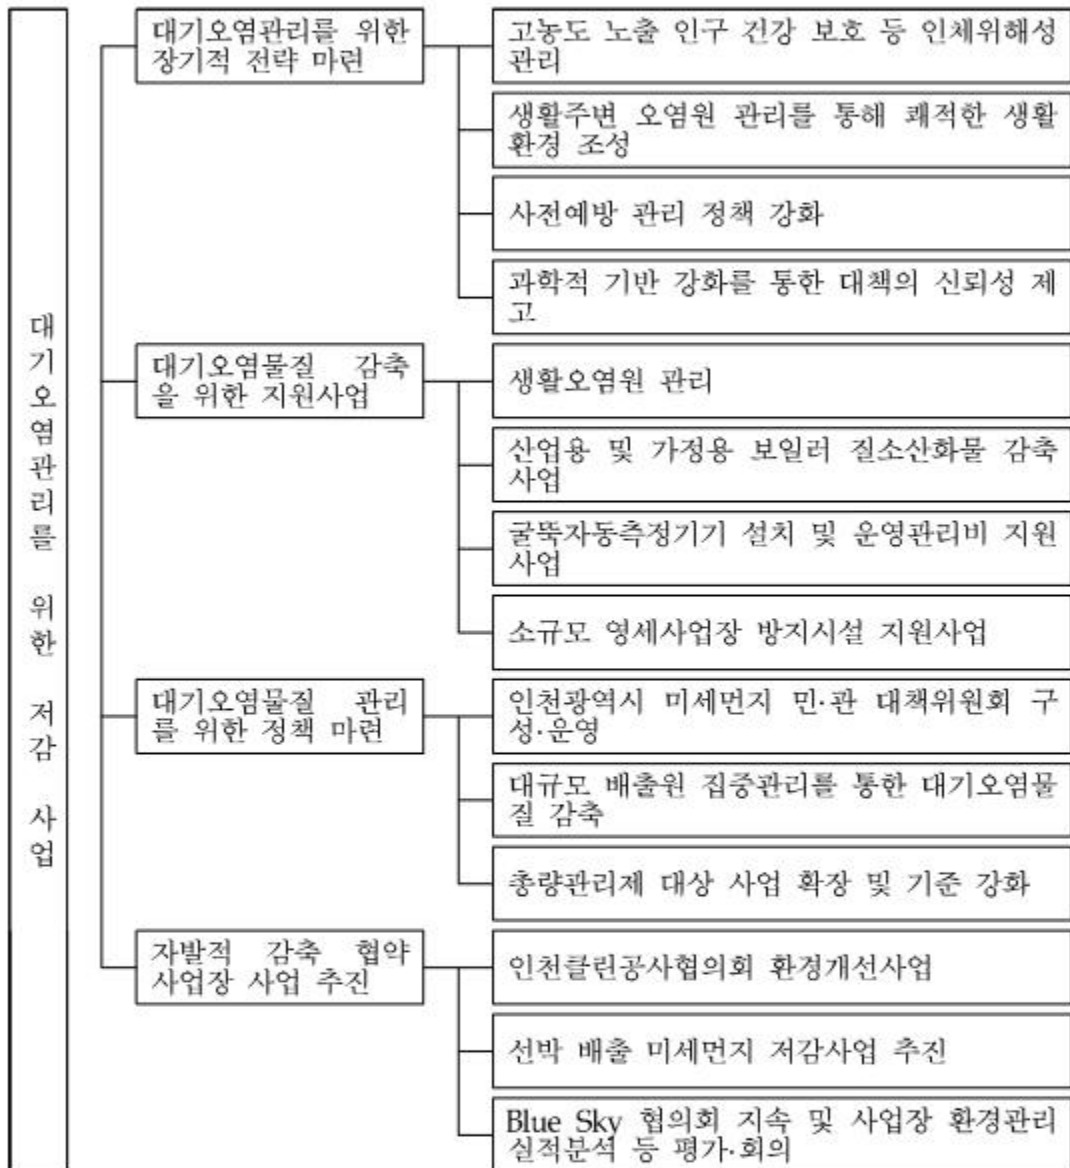 대기오염관리를 위한 저감 사업
대기오염관리를 위한
장기적 전략 마련
고농도 노출 인구 건강 보호 등 인체위해성
관리
생활주변 오염원 관리를 통해 쾌적한 생활
환경 조성
사전예방 관리 정책 강화
과학적 기반 강화를 통한 대책의 신뢰성 제
고
대기오염물질 감축
을 위한 지원사업
생활오염원 관리
산업용 및 가정용 보일러 질소산화물 감축
사업
굴뚝자동측정기기 설치 및 운영관리비 지원
사업
소규모 영세사업장 방지시설 지원사업
대기오염물질 관리
를 위한 정책 마련
인천광역시 미세먼지 민·관 대책위원회 구
성·운영
대규모 배출원 집중관리를 통한 대기오염물
질 감축
총량관리제 대상 사업 확장 및 기준 강화
자발적 감축 협약
사업장 사업 추진
인천클린공사협의회 환경개선사업
선박 배출 미세먼지 저감사업 추진
Blue Sky 협의회 지속 및 사업장 환경관리
실적분석 등 평가·회의